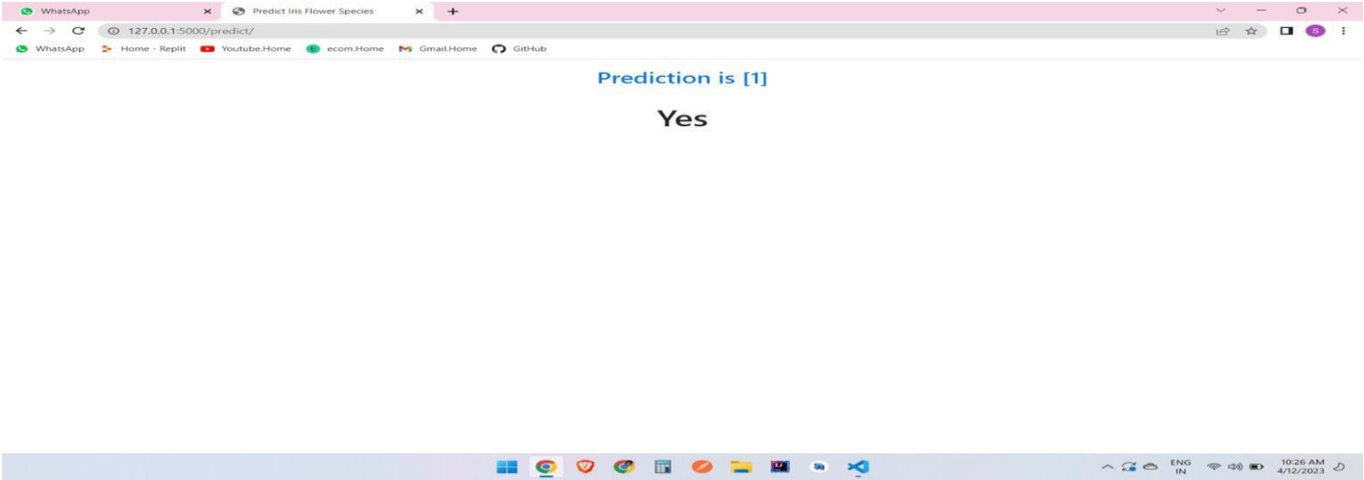 WhatsApp
Predict Iris Flower Species
127.0.0.1:5000/predict/
S
WhatsApp Home - Replit Youtube.Home ecom.Home Gmail.Home GitHub
Prediction is [1]
Yes
ENG
IN
10:26 AM
4/12/2023